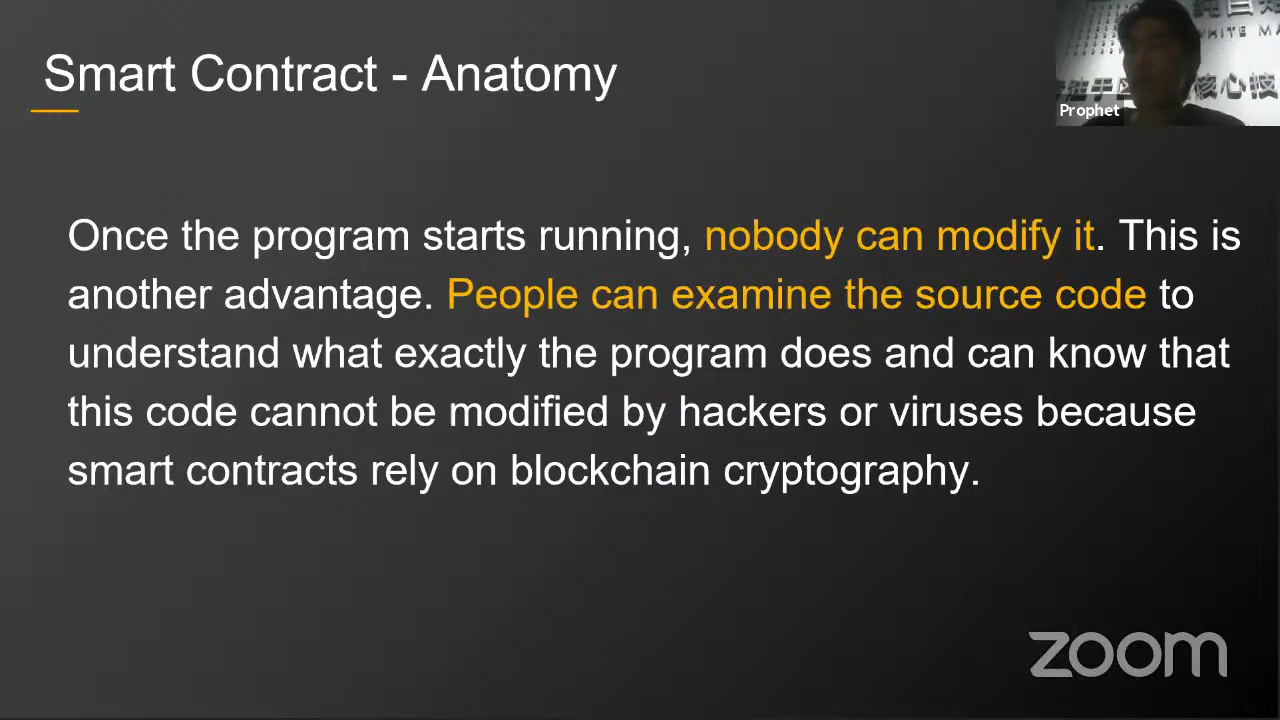 Smart Contract - Anatomy
Prophet
Once the program starts running, nobody can modify it. This is
another advantage. People can examine the source code to
understand what exactly the program does and can know that
this code cannot be modified by hackers or viruses because
smart contracts rely on blockchain cryptography.
zoom